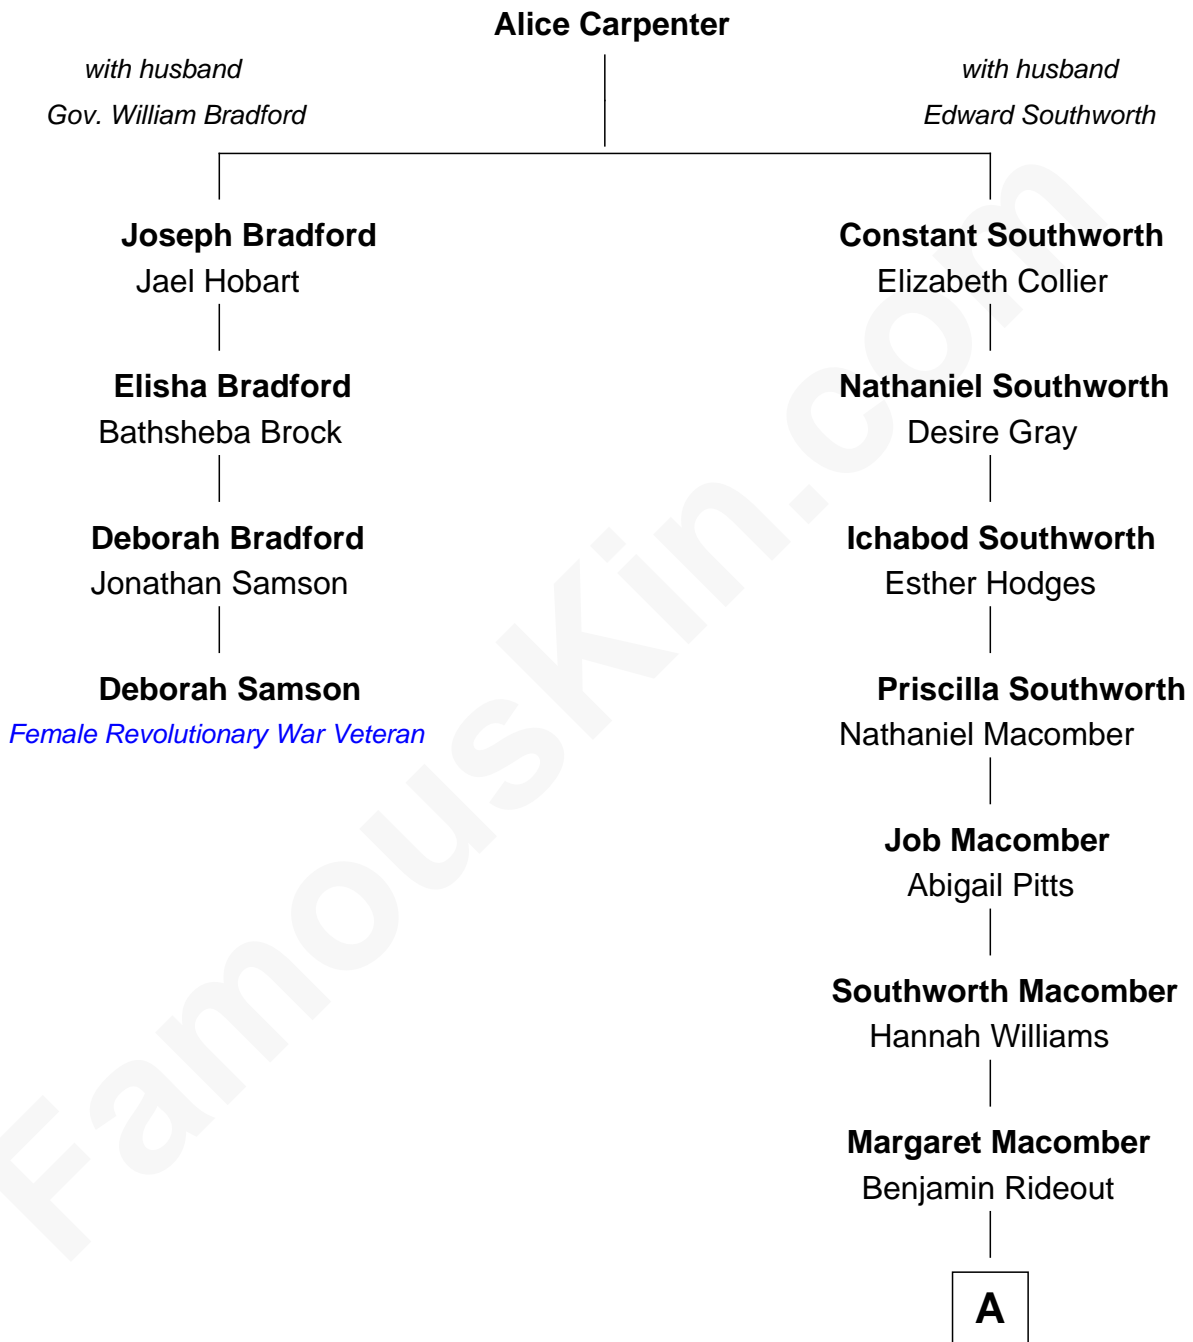 Alice Carpenter
with husband
Gov. William Bradford
with husband
Edward Southworth
Joseph Bradford
Jael Hobart
Constant Southworth
Elizabeth Collier
Elisha Bradford
Bathsheba Brock
Nathaniel Southworth
Desire Gray
Deborah Bradford
Jonathan Samson
Ichabod Southworth
Esther Hodges
Deborah Samson
Female Revolutionary War Veteran
Priscilla Southworth
Nathaniel Macomber
Job Macomber
Abigail Pitts
Southworth Macomber
Hannah Williams
Margaret Macomber
Benjamin Rideout
A
FamousKin.com